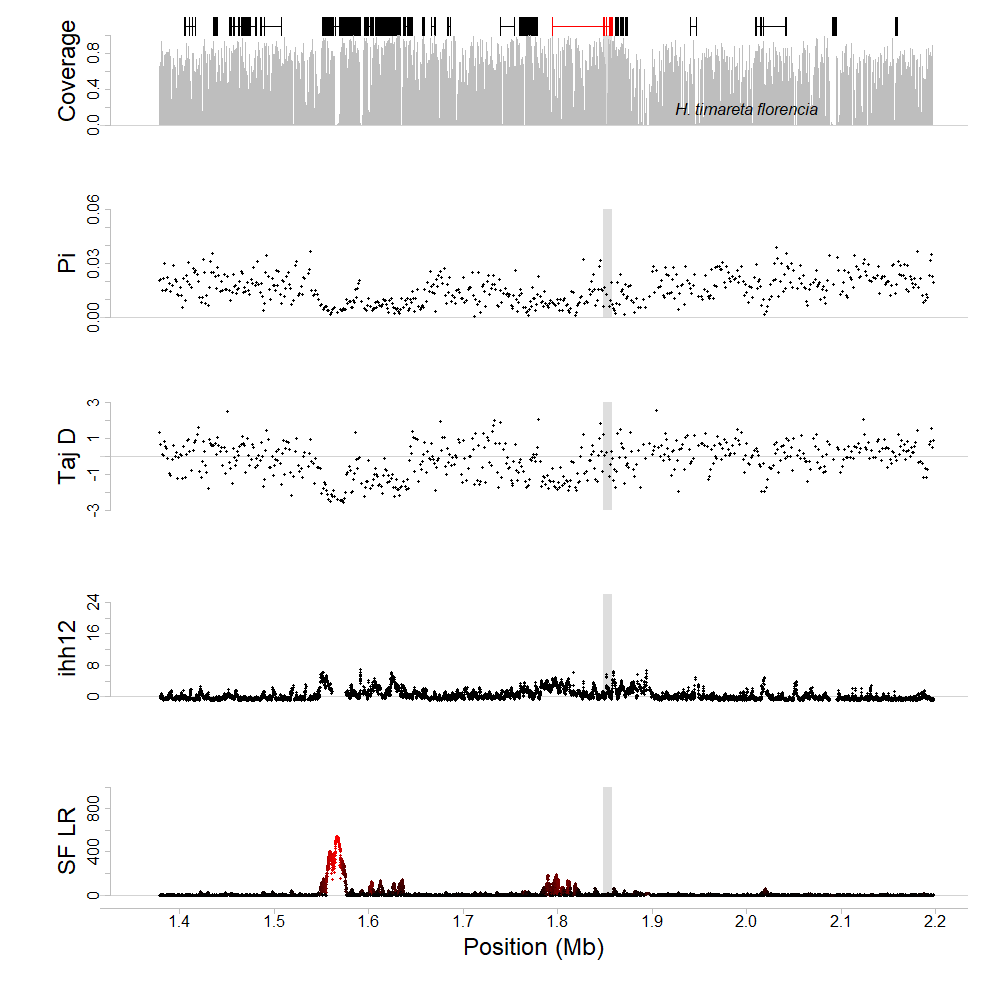 Coverage
0.0 0.4 0.8
H. timareta florencia
Pi
0.00 0.03 0.06
Taj D
-3 -1 1 3
ihh12
0 8 16 24
SF LR
0 400 800
1.4 1.5 1.6 1.7 1.8 1.9 2.0 2.1 2.2
Position (Mb)